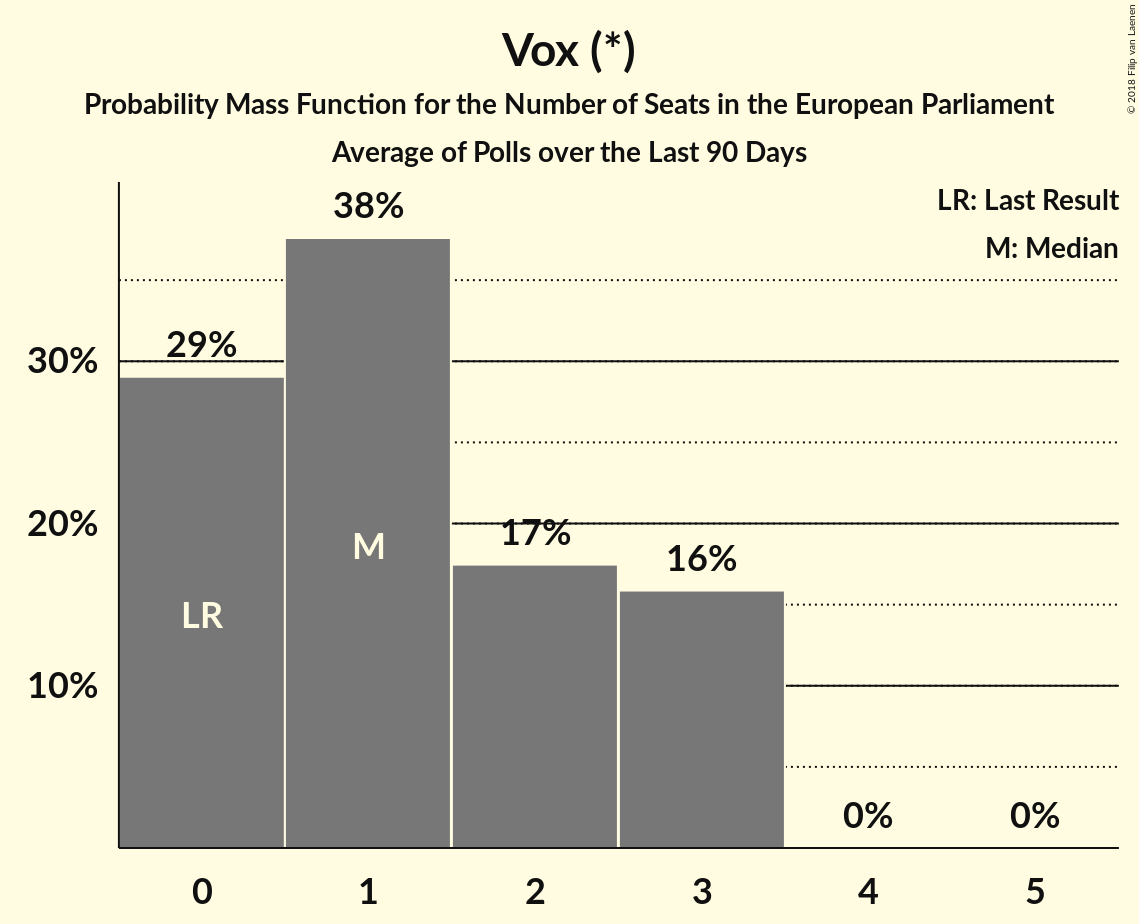 Vox (*)
Probability Mass Function for the Number of Seats in the European Parliament
Average of Polls over the Last 90 Days
© 2018 Filip van Laenen
LR: Last Result
M: Median
38%
29%
30%
20%
17%
16%
M
LR
10%
0%
0%
0
1
2
3
4
5